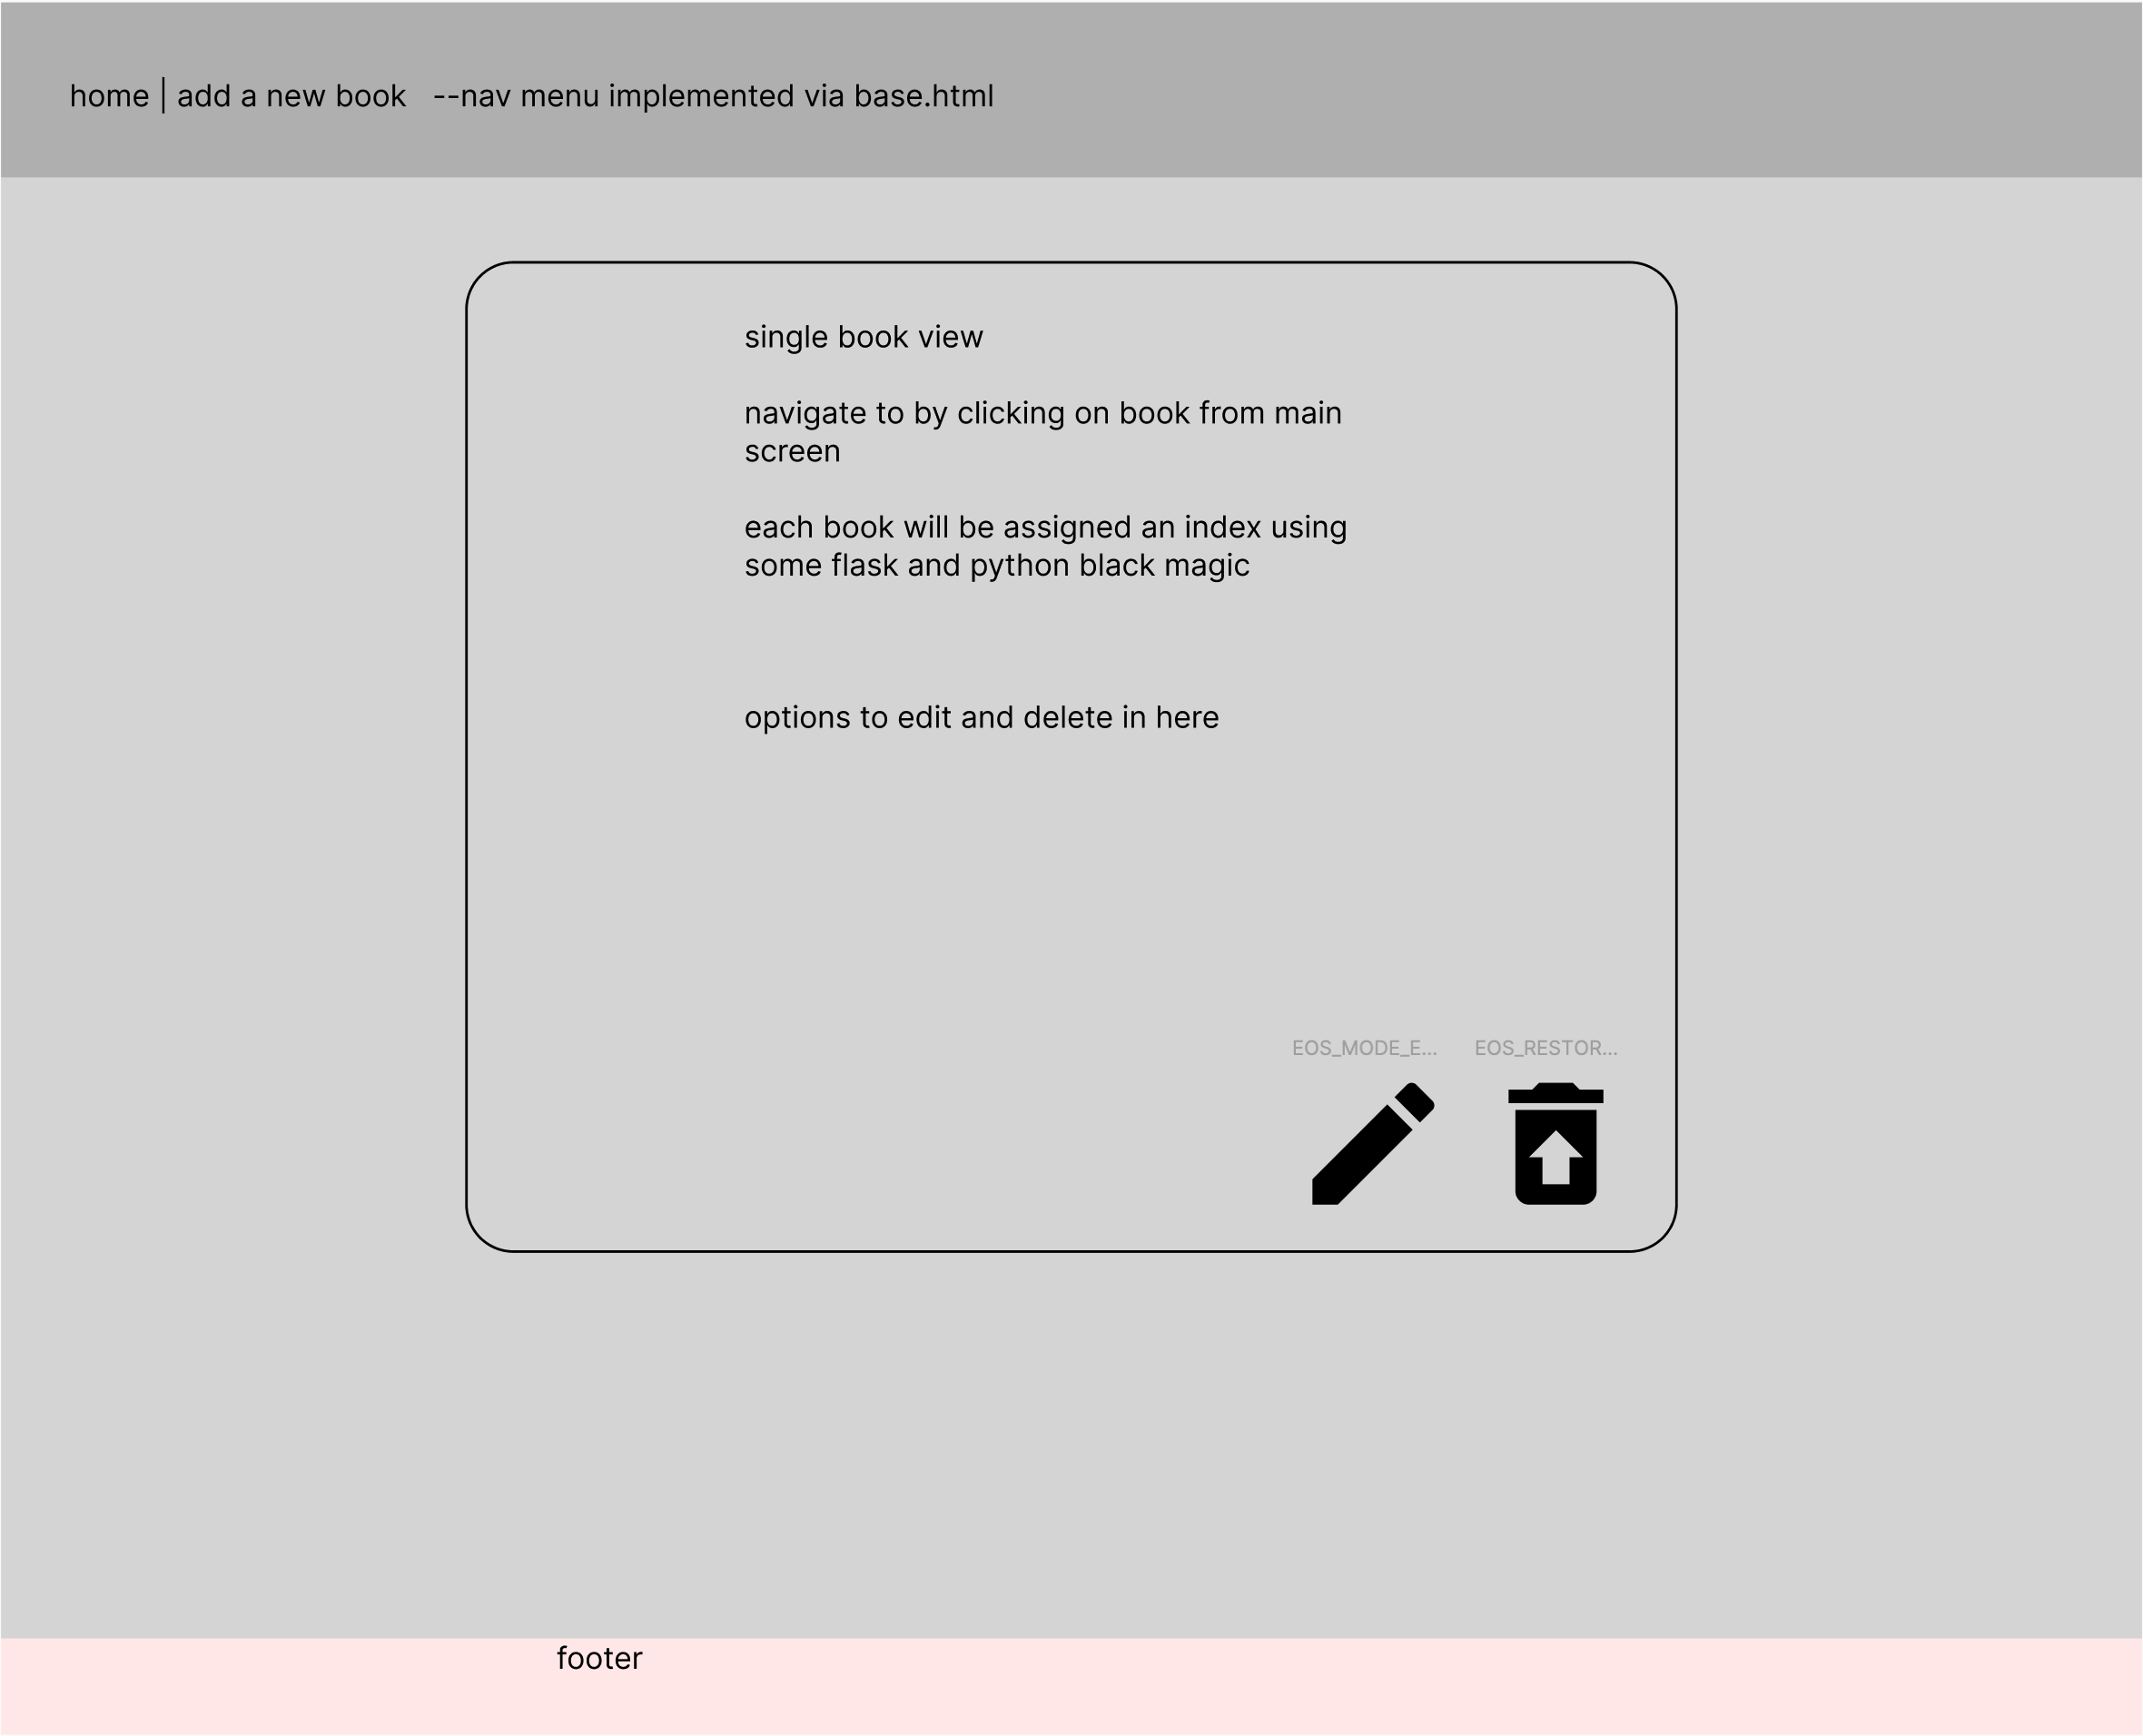 home | add a new book   --nav menu implemented via base.html
single book view
navigate to by clicking on book from main
screen
each book will be assigned an index using
some flask and python black magic
options to edit and delete in here
EOS_MODE_E... EOS_RESTOR...
footer